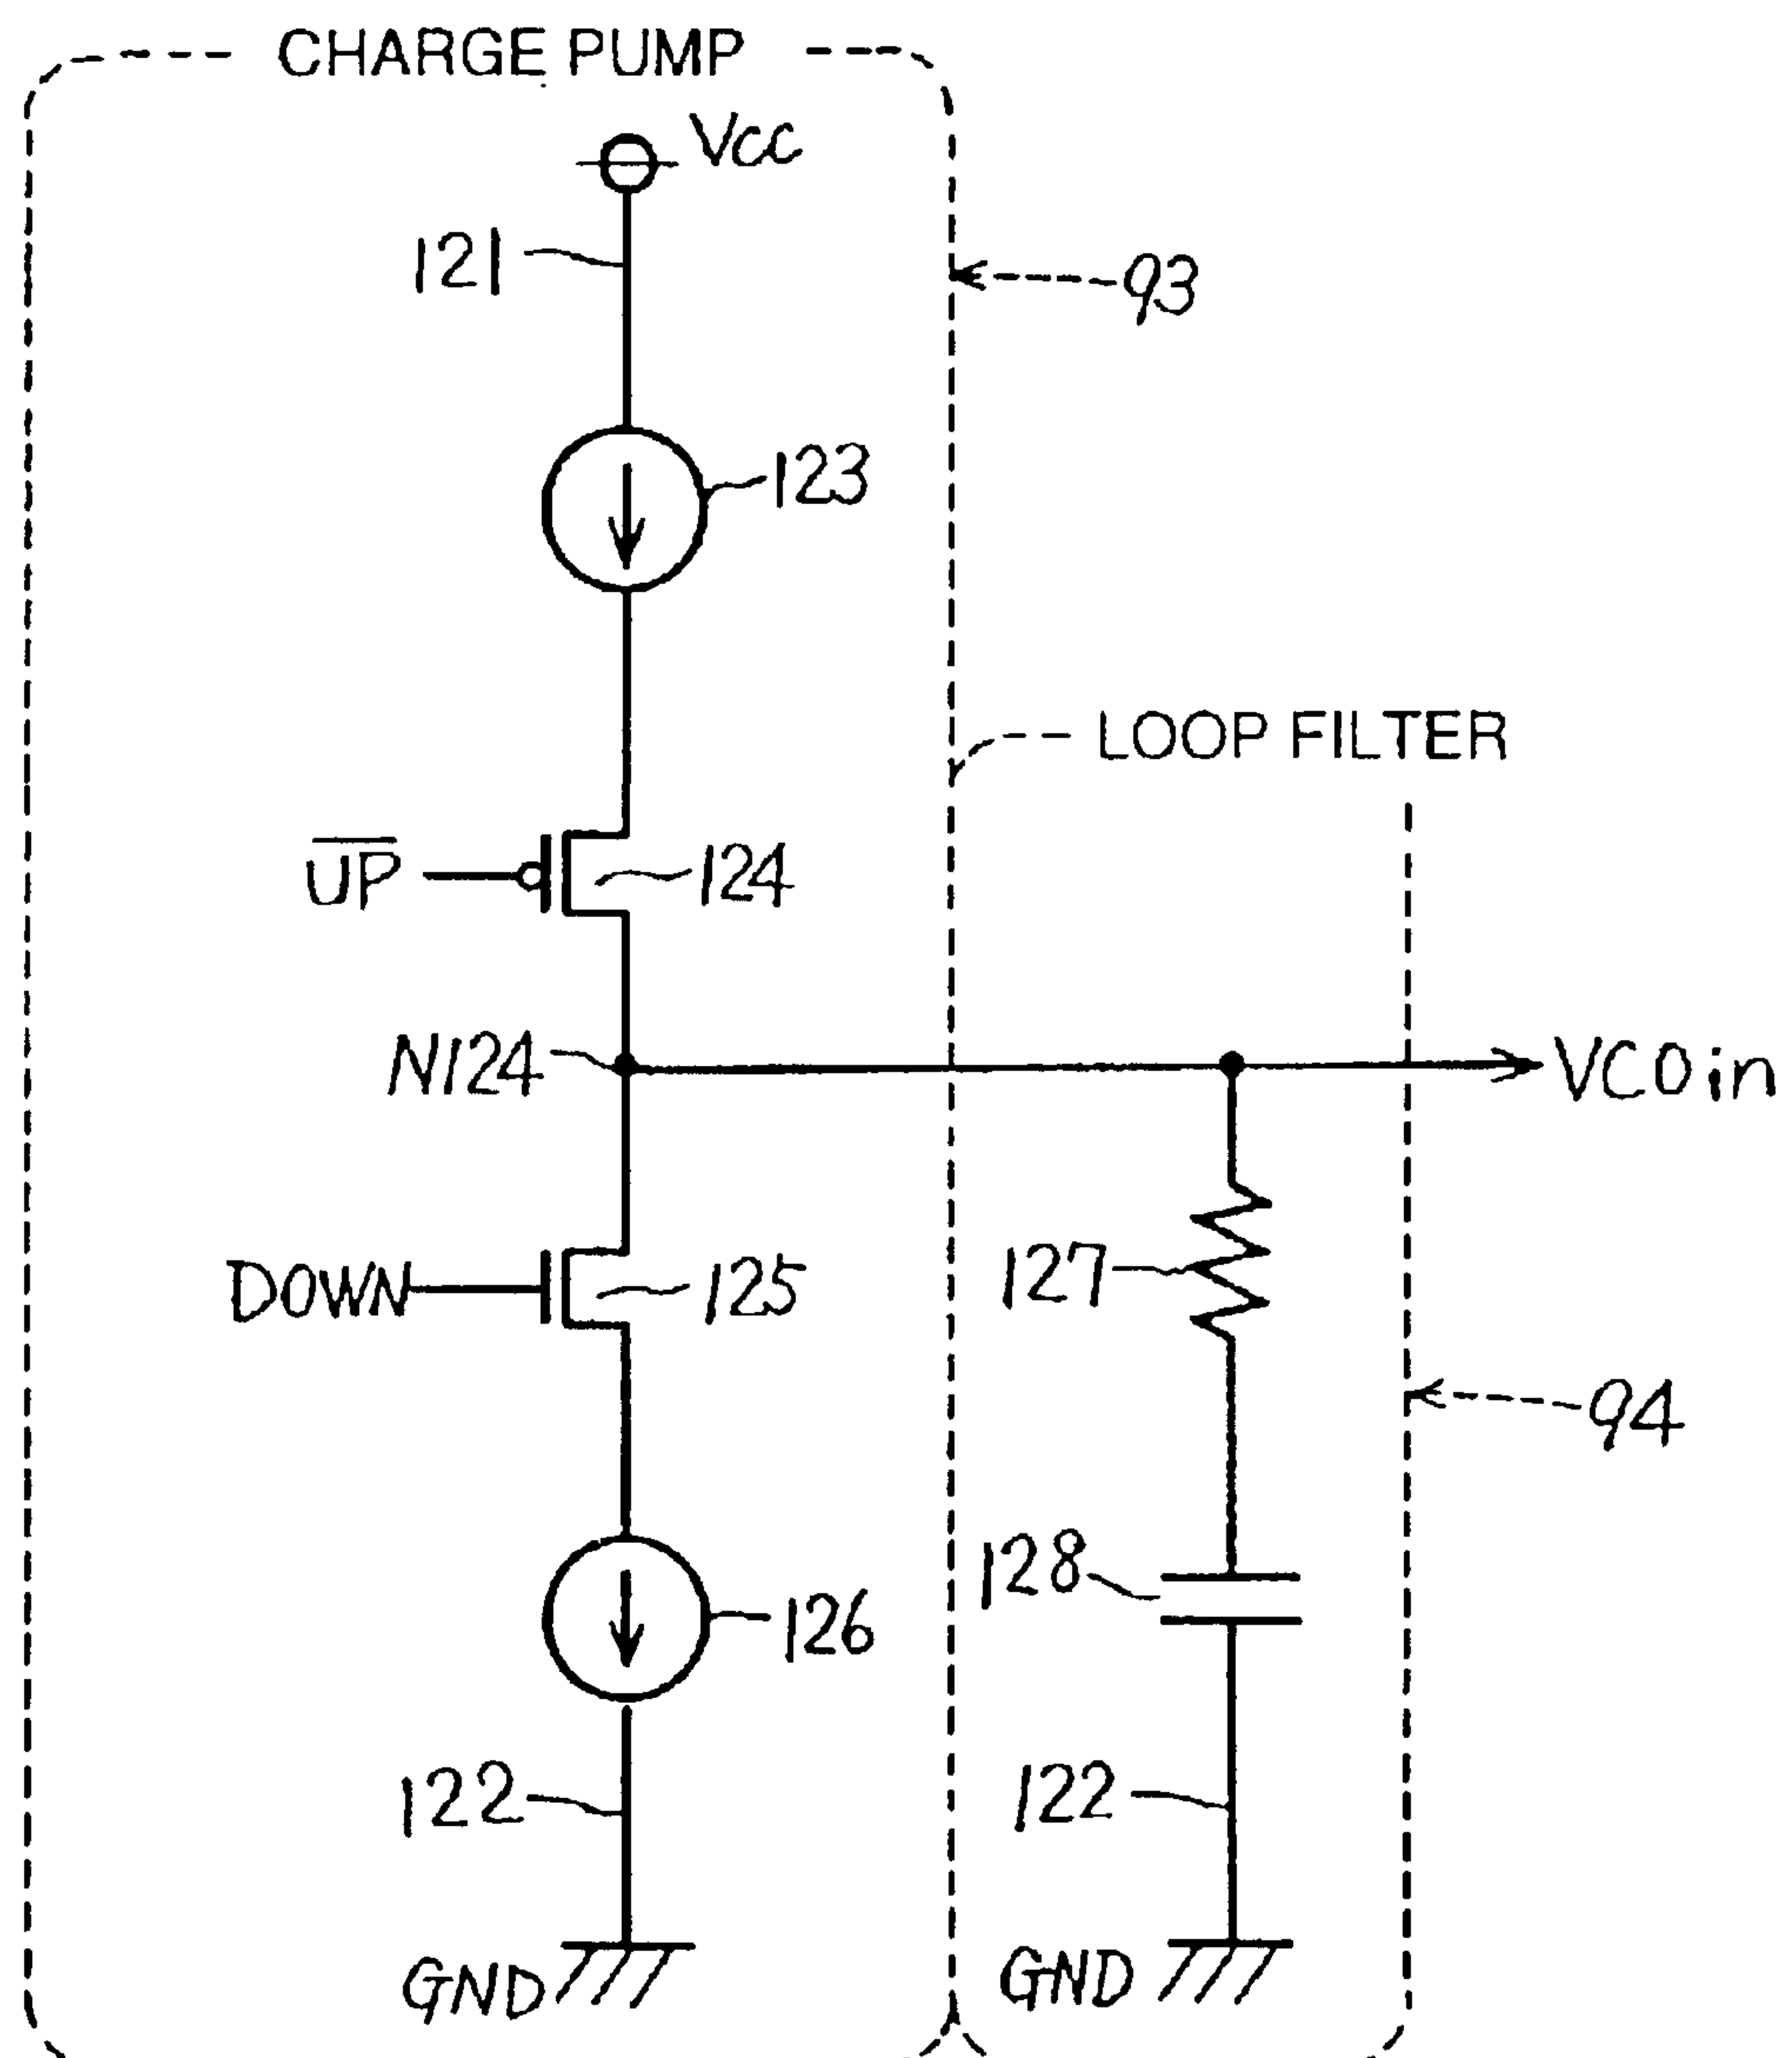 CHARGE PUMP
Vcc
121
93
123
LOOP FILTER
U̅P̅
124
N124
VCOin
DOWN
125
127
94
128
126
122
122
GND
GND